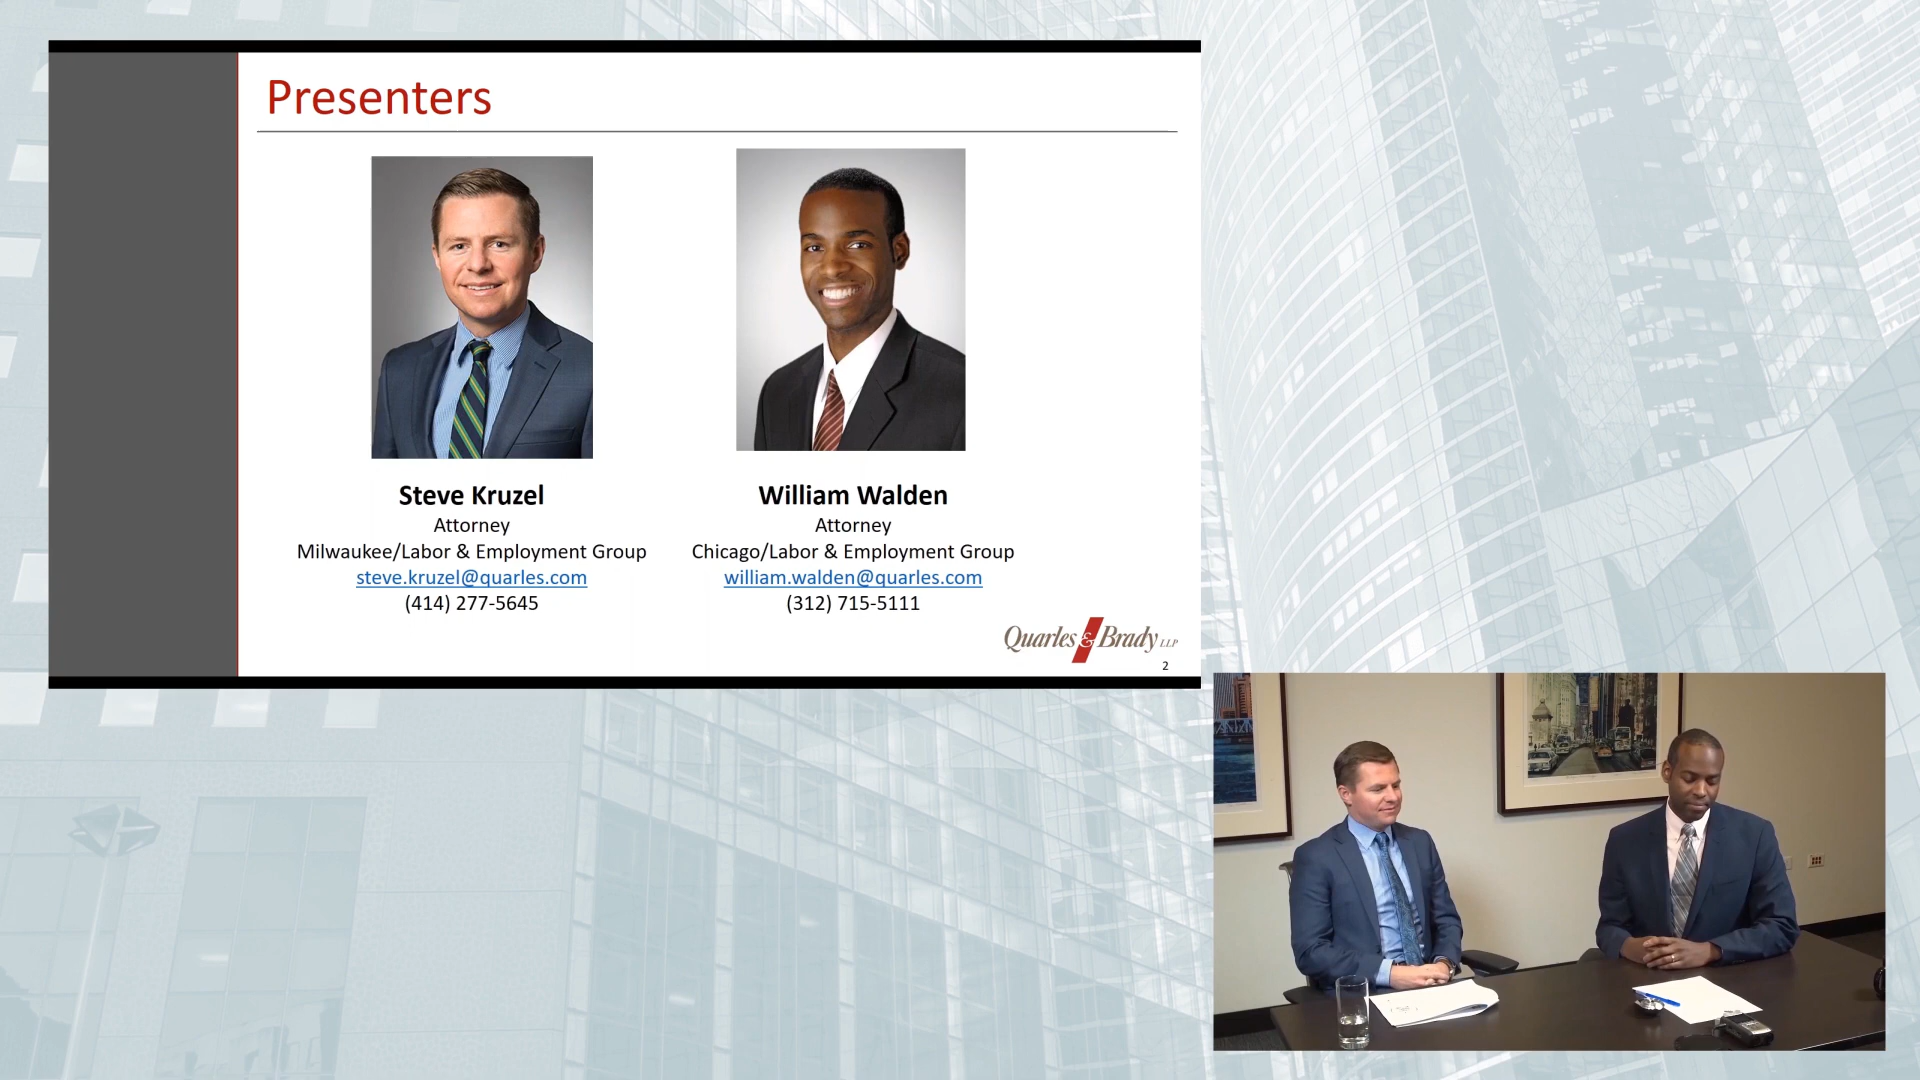 Presenters
Steve Kruzel
Attorney
Milwaukee/Labor & Employment Group
steve.kruzel@quarles.com
(414) 277-5645
William Walden
Attorney
Chicago/Labor & Employment Group
william.walden@quarles.com
(312) 715-5111
Quarles & Brady LLP
2